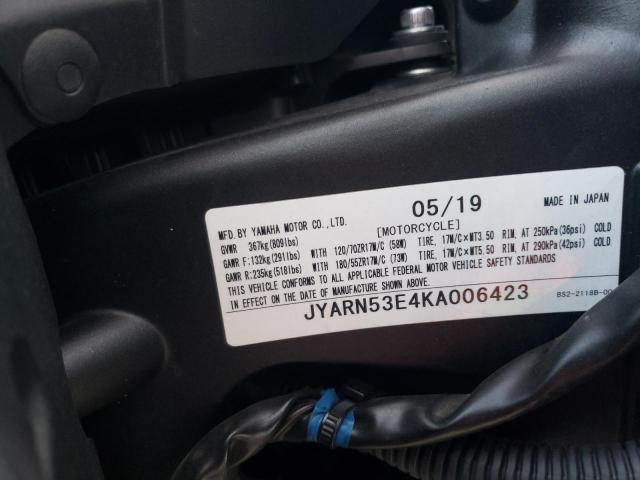 05/19
MADE IN JAPAN
MFD.BY YAMAHA MOTOR CO.,LTD. [MOTORCYCLE]
GVWR 367kg(809lbs)
GAWR F:132kg(291lbs) WITH 120/70ZR17M/C (58W) TIRE, 17M/C×MT3.50 RIM, AT 250kPa(36psi) COLD
GAWR R:235kg(518lbs) WITH 180/55ZR17M/C (73W) TIRE, 17M/C×MT5.50 RIM, AT 290kPa(42psi) COLD
THIS VEHICLE CONFORMS TO ALL APPLICABLE FEDERAL MOTOR VEHICLE SAFETY STANDARDS
IN EFFECT ON THE DATE OF MANUFACTURE SHOWN ABOVE.
JYARN53E4KA006423
BS2-2118B-00